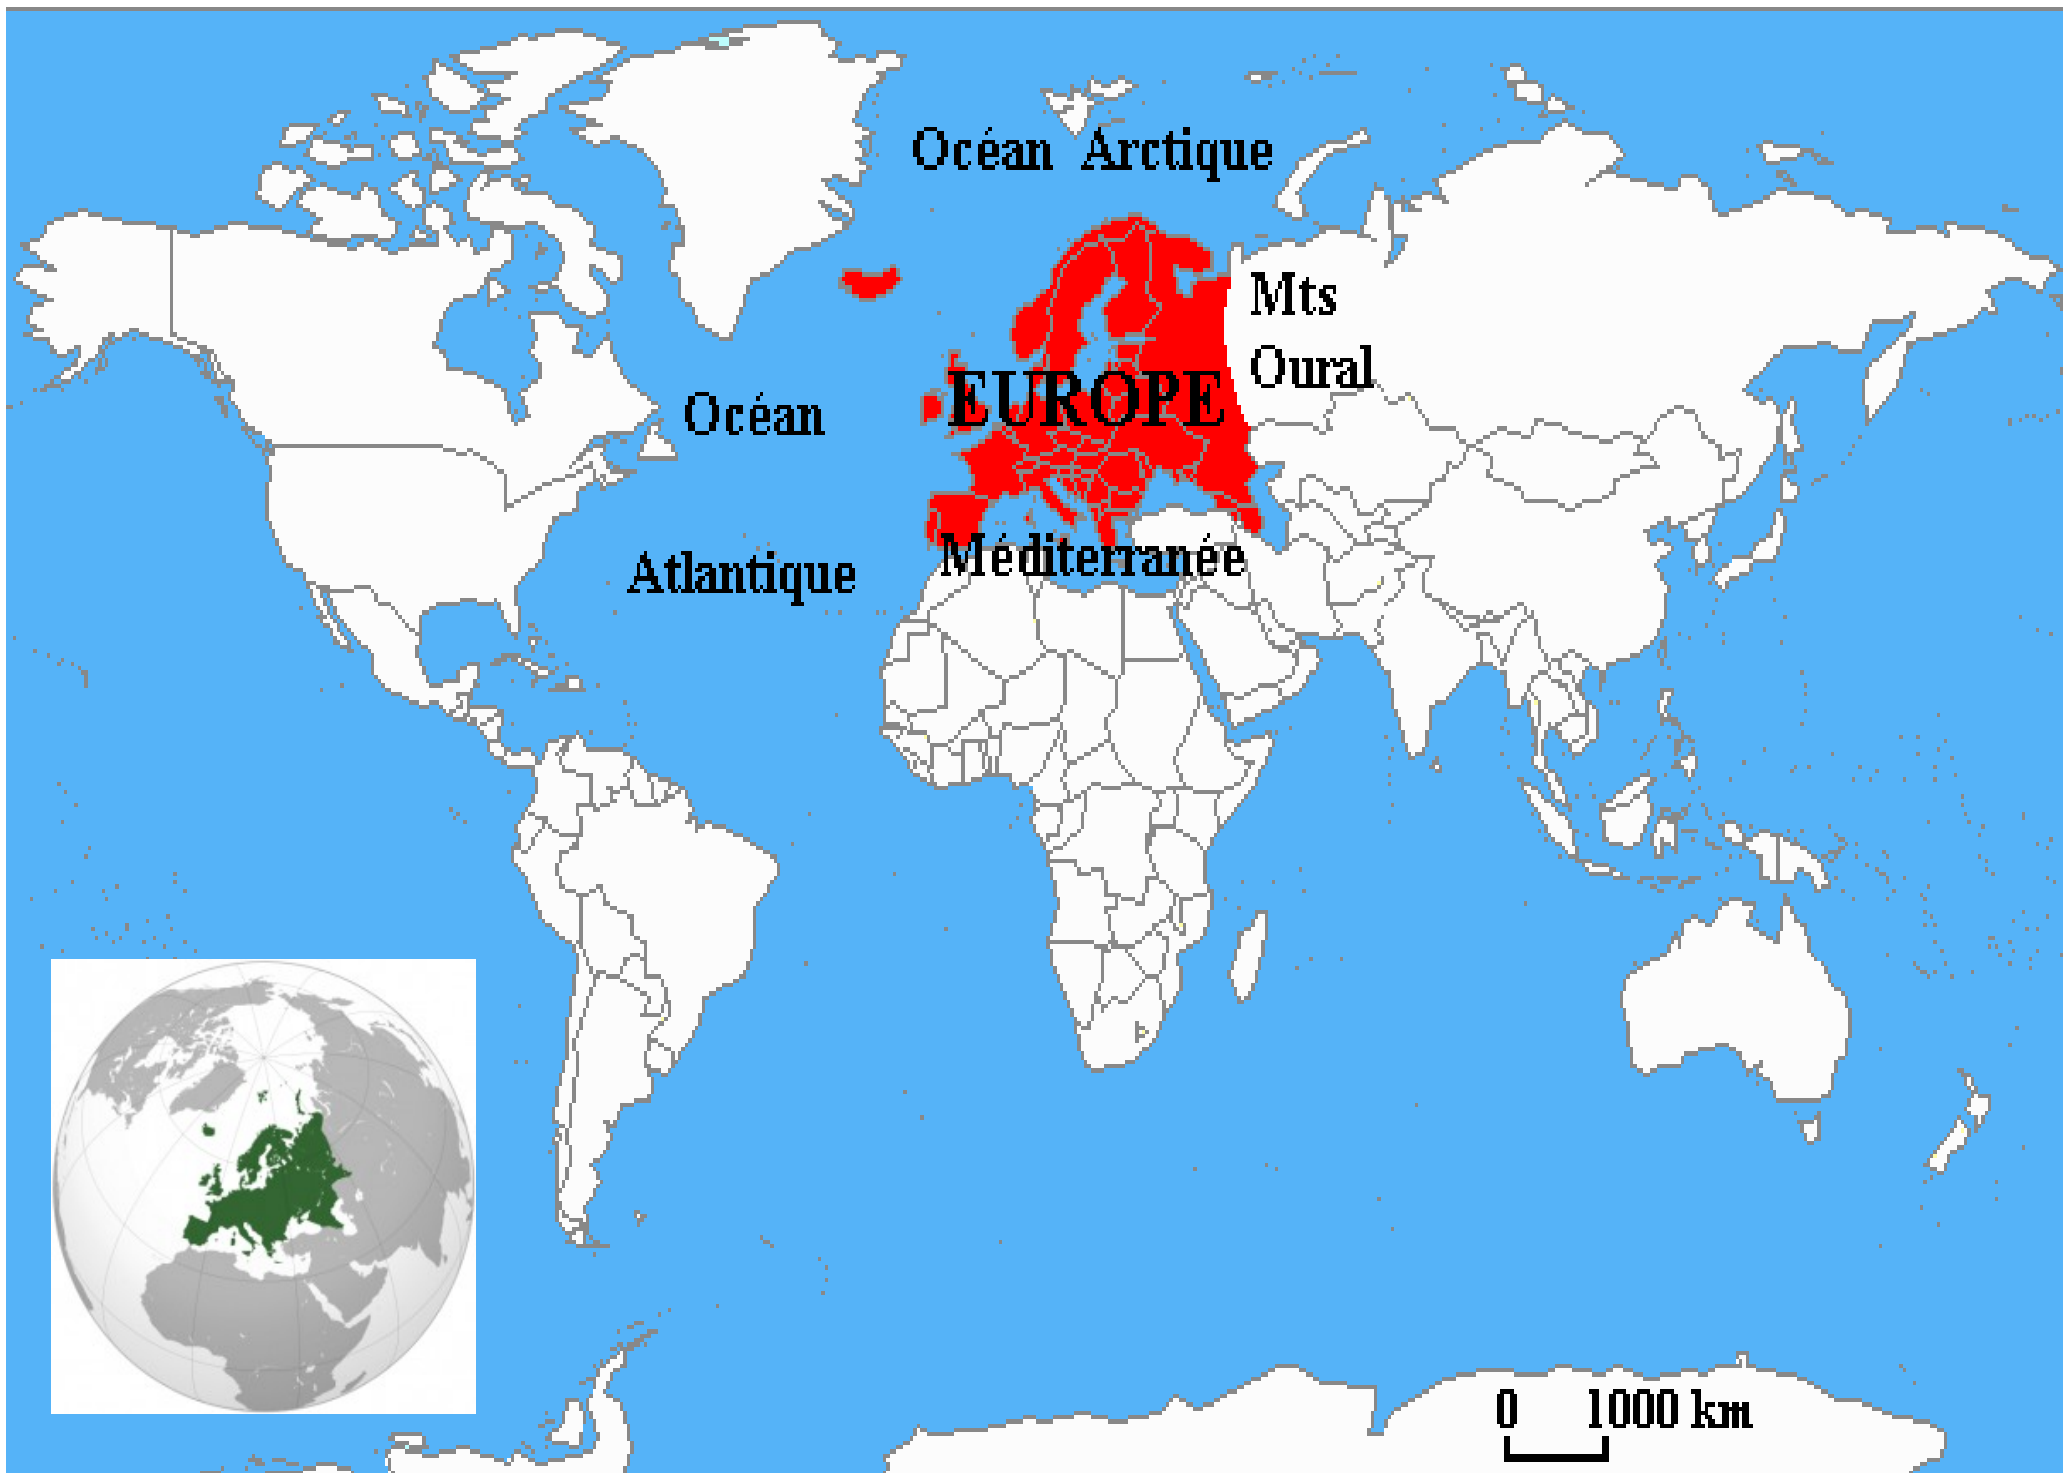 Océan Arctique
Mts
Oural
EUROPE
Océan
Méditerranée
Atlantique
0 1000 km